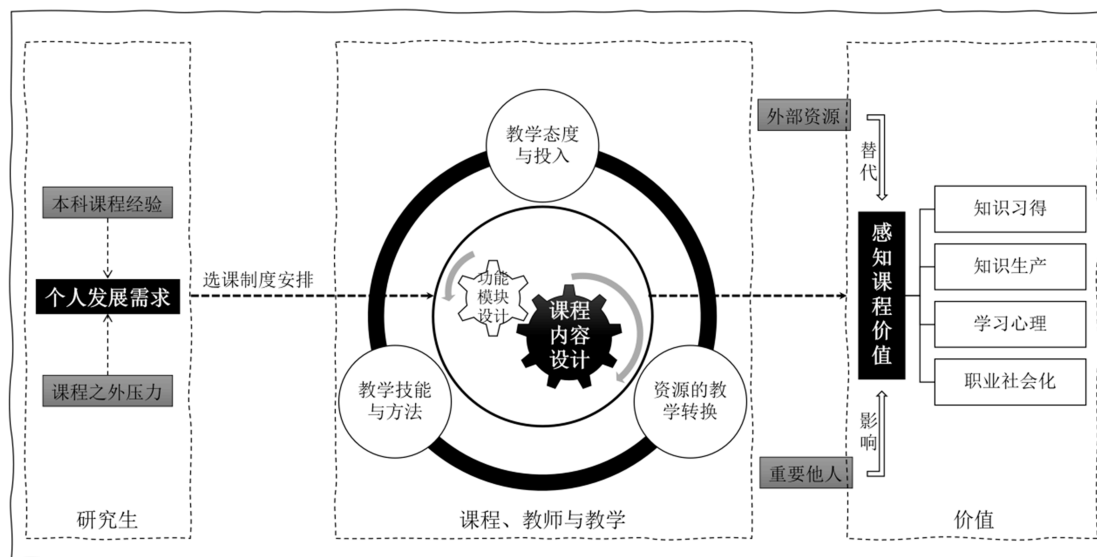 本科课程经验
个人发展需求
课程之外压力
研究生
选课制度安排
教学态度
与投入
功能
模块
设计
课程
内容
设计
教学技能
与方法
资源的教
学转换
课程、教师与教学
外部资源
替代
感知课程价值
影响
重要他人
知识习得
知识生产
学习心理
职业社会化
价值